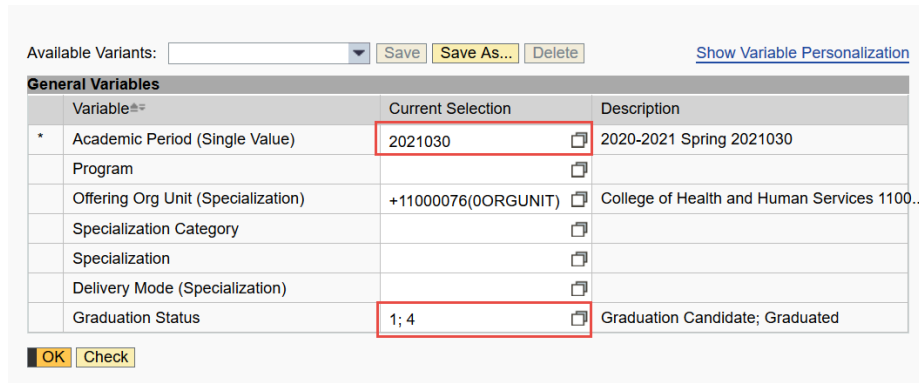 Available Variants: Save Save As... Delete Show Variable Personalization
General Variables
Variable Current Selection Description
* Academic Period (Single Value) 2021030 2020-2021 Spring 2021030
Program
Offering Org Unit (Specialization) +11000076(0ORGUNIT) College of Health and Human Services 1100..
Specialization Category
Specialization
Delivery Mode (Specialization)
Graduation Status 1; 4 Graduation Candidate; Graduated
OK Check